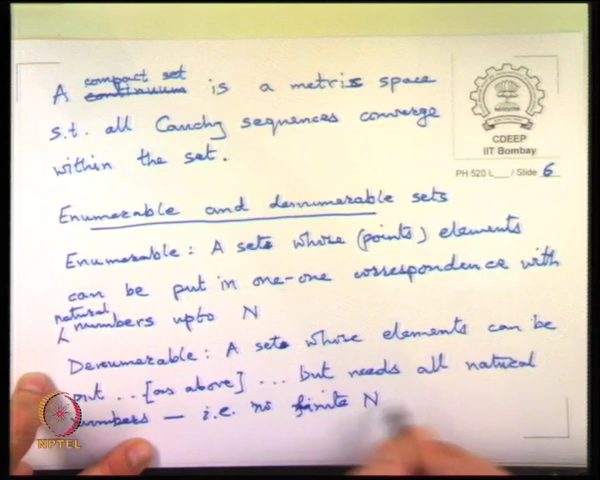 compact set
A continuum is a metric space
s.t. all Cauchy sequences converge
within the set.
CDEEP
IIT Bombay
PH 520 L___ / Slide 6
Enumerable and denumerable sets
Enumerable : A set whose (points) elements
can be put in one-one correspondence with
natural
numbers upto N
Denumerable : A set whose elements can be
put .. [as above] ... but needs all natural
numbers — i.e. no finite N
NPTEL